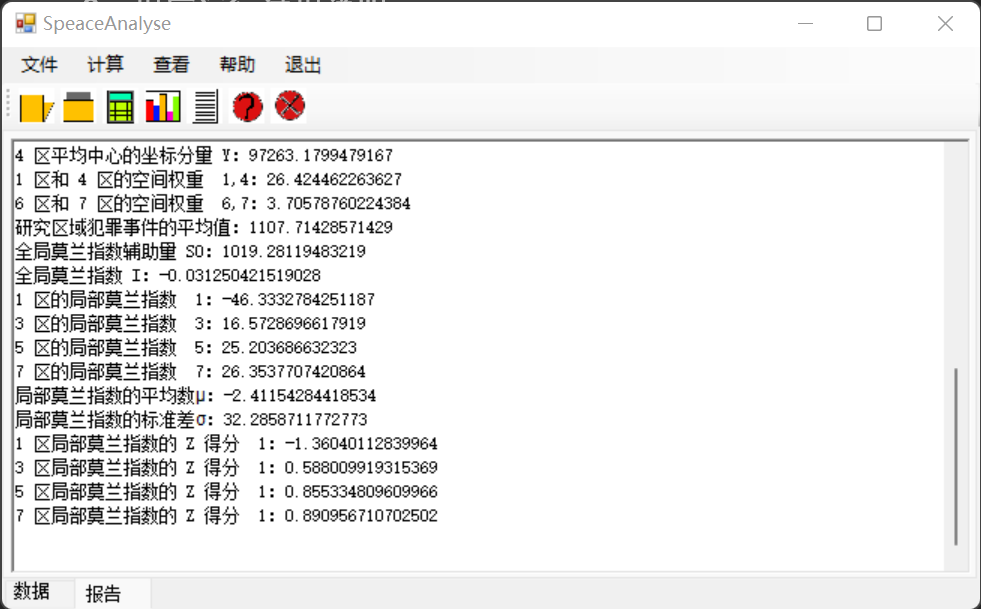 SpeaceAnalyse
文件 计算 查看 帮助 退出
4 区平均中心的坐标分量 Y: 97263.1799479167
1 区和 4 区的空间权重 1,4: 26.424462263627
6 区和 7 区的空间权重 6,7: 3.70578760224384
研究区域犯罪事件的平均值: 1107.71428571429
全局莫兰指数辅助量 S0: 1019.28119483219
全局莫兰指数 I: -0.031250421519028
1 区的局部莫兰指数 1: -46.3332784251187
3 区的局部莫兰指数 3: 16.5728696617919
5 区的局部莫兰指数 5: 25.203686632323
7 区的局部莫兰指数 7: 26.3537707420864
局部莫兰指数的平均数μ: -2.41154284418534
局部莫兰指数的标准差σ: 32.2858711772773
1 区局部莫兰指数的 Z 得分 1: -1.36040112839964
3 区局部莫兰指数的 Z 得分 1: 0.588009919315369
5 区局部莫兰指数的 Z 得分 1: 0.855334809609966
7 区局部莫兰指数的 Z 得分 1: 0.890956710702502
数据 报告